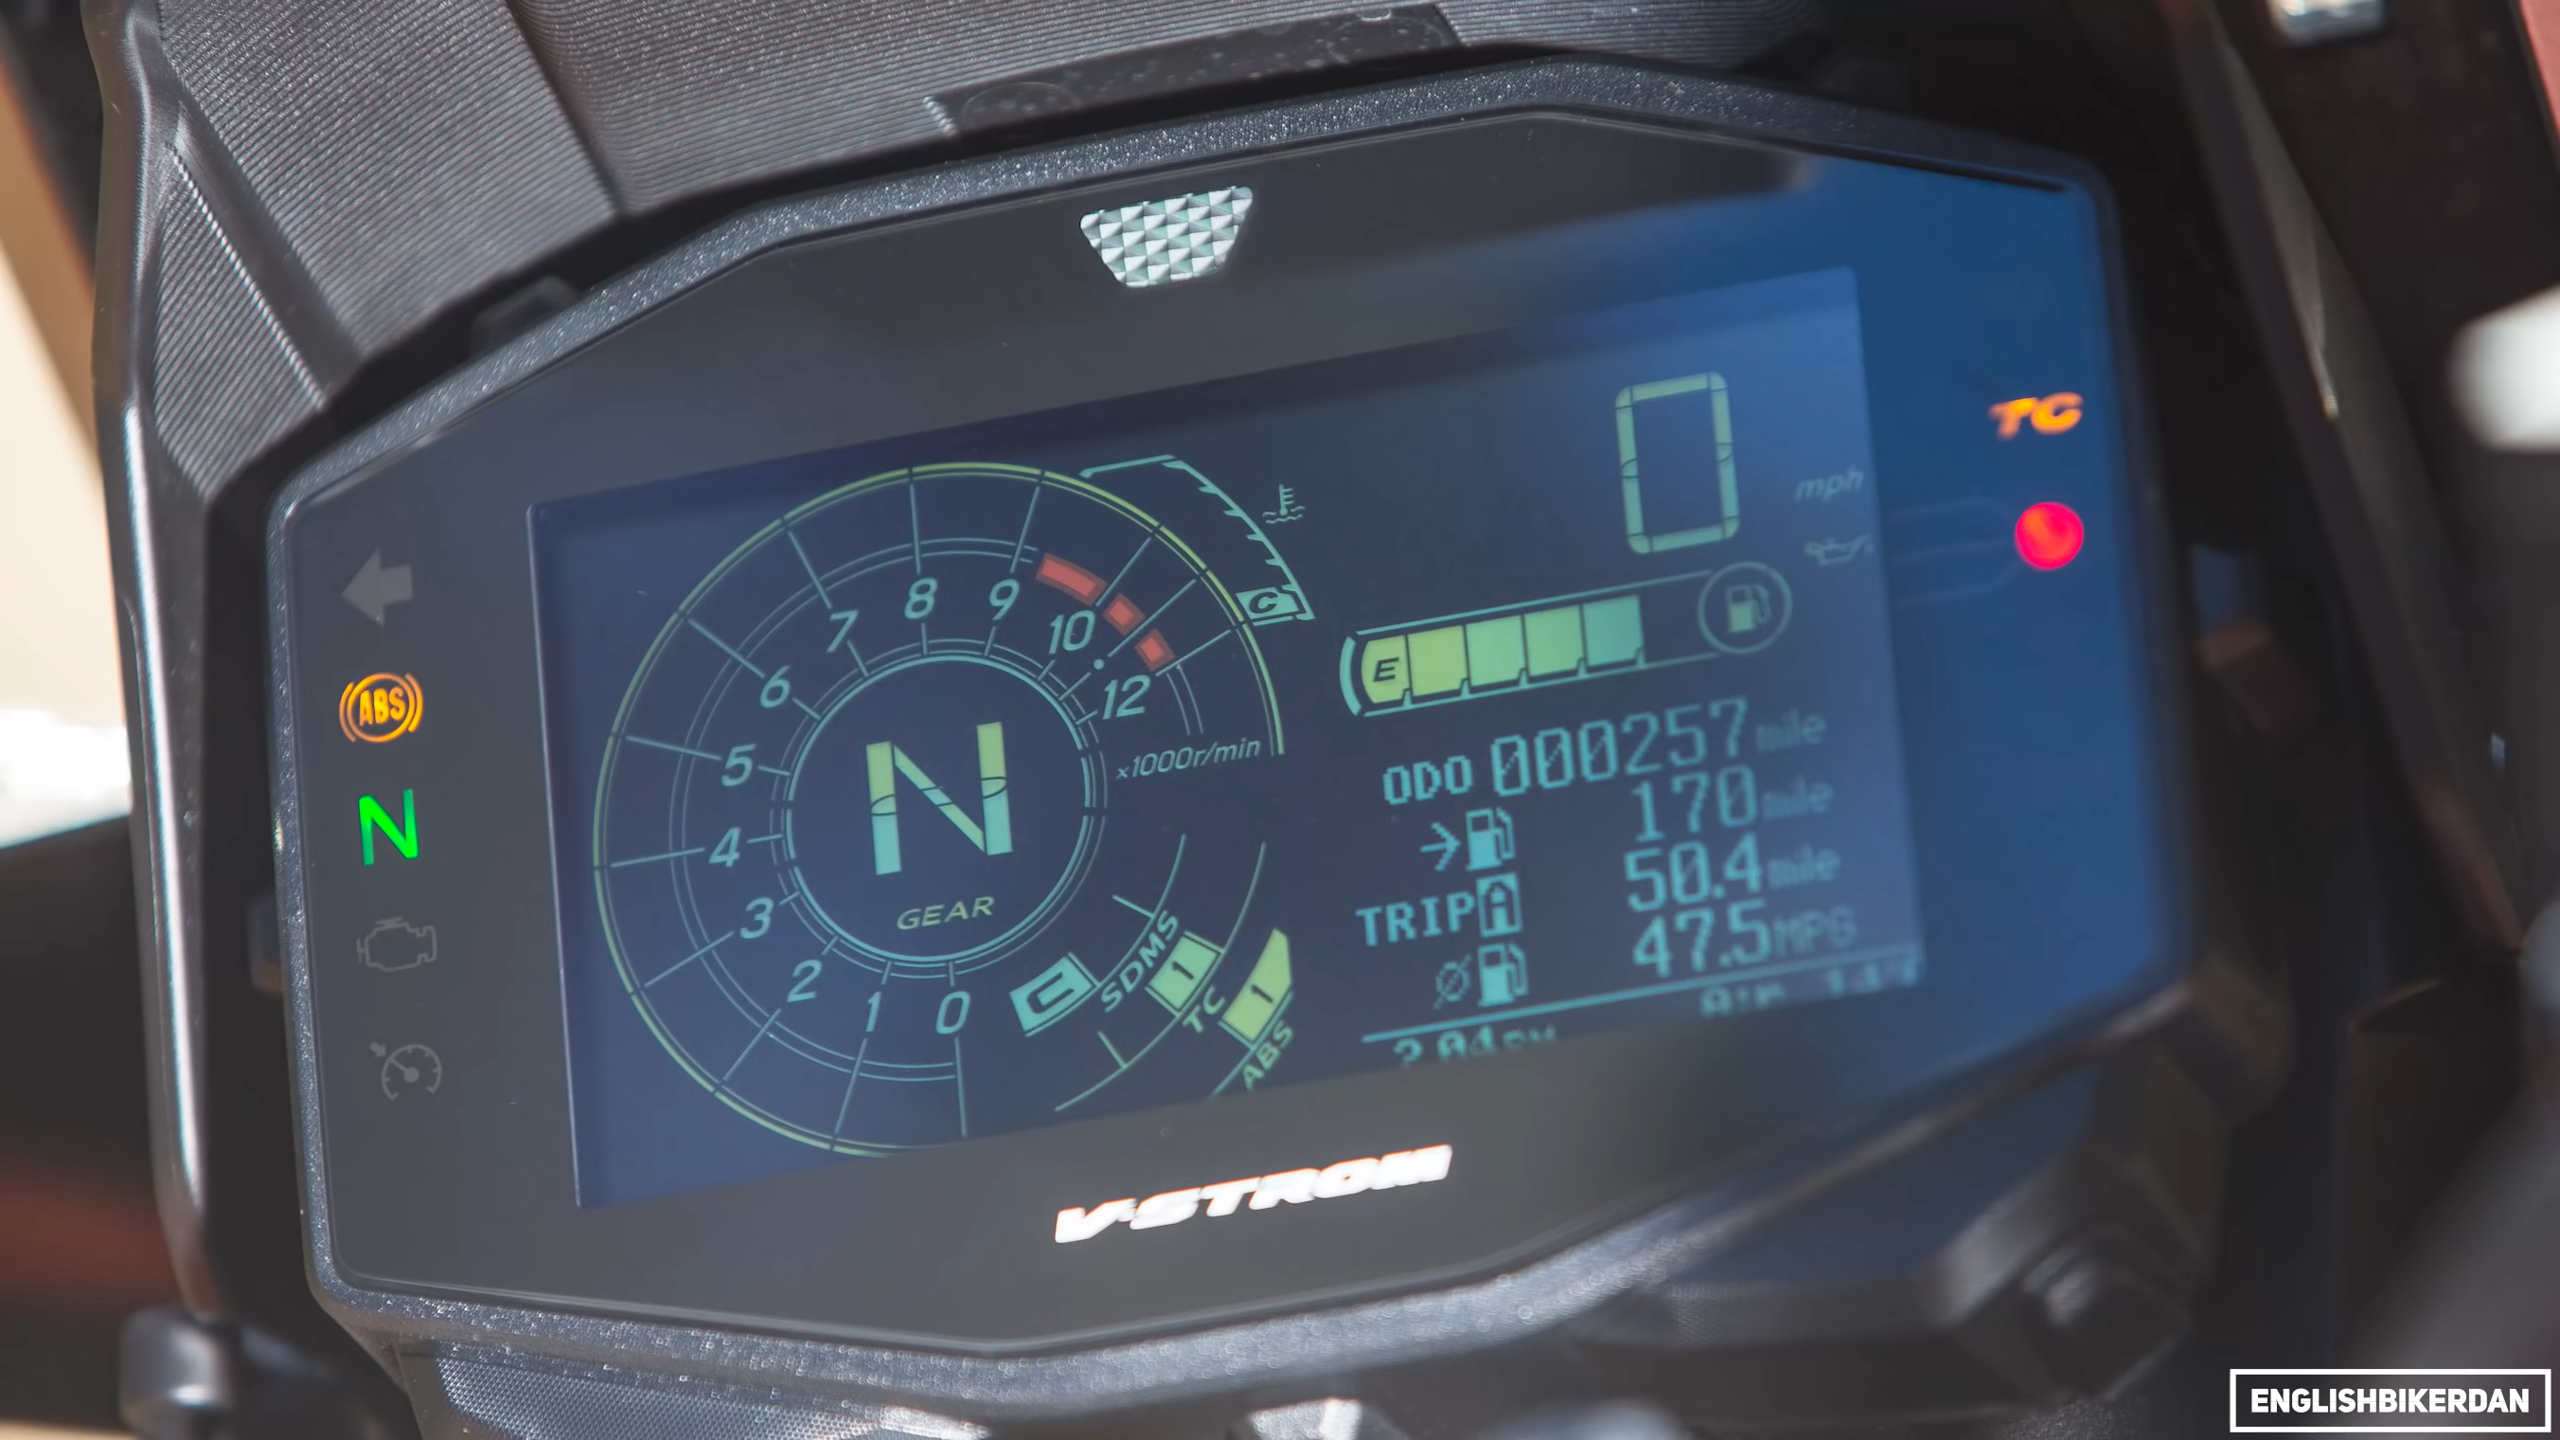 0 mph
TC
ABS
N
8
9
7
10
6
12
5
4
3
2
1
0
x1000r/min
C
E
N
GEAR
C
SDMS
1
TC
1
ABS
ODO 000257 mile
170 mile
TRIP A 50.4 mile
47.5 MPG
V-STROM
ENGLISHBIKERDAN